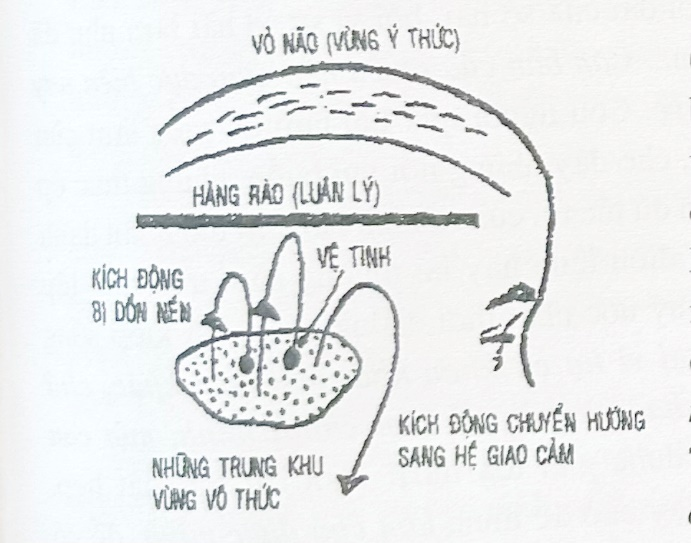 VỎ NÃO (VÙNG Ý THỨC)
HÀNG RÀO (LUÂN LÝ)
VỆ TINH
KÍCH ĐỘNG
BỊ DỒN NÉN
KÍCH ĐỘNG CHUYỂN HƯỚNG
SANG HỆ GIAO CẢM
NHỮNG TRUNG KHU
VÙNG VÔ THỨC